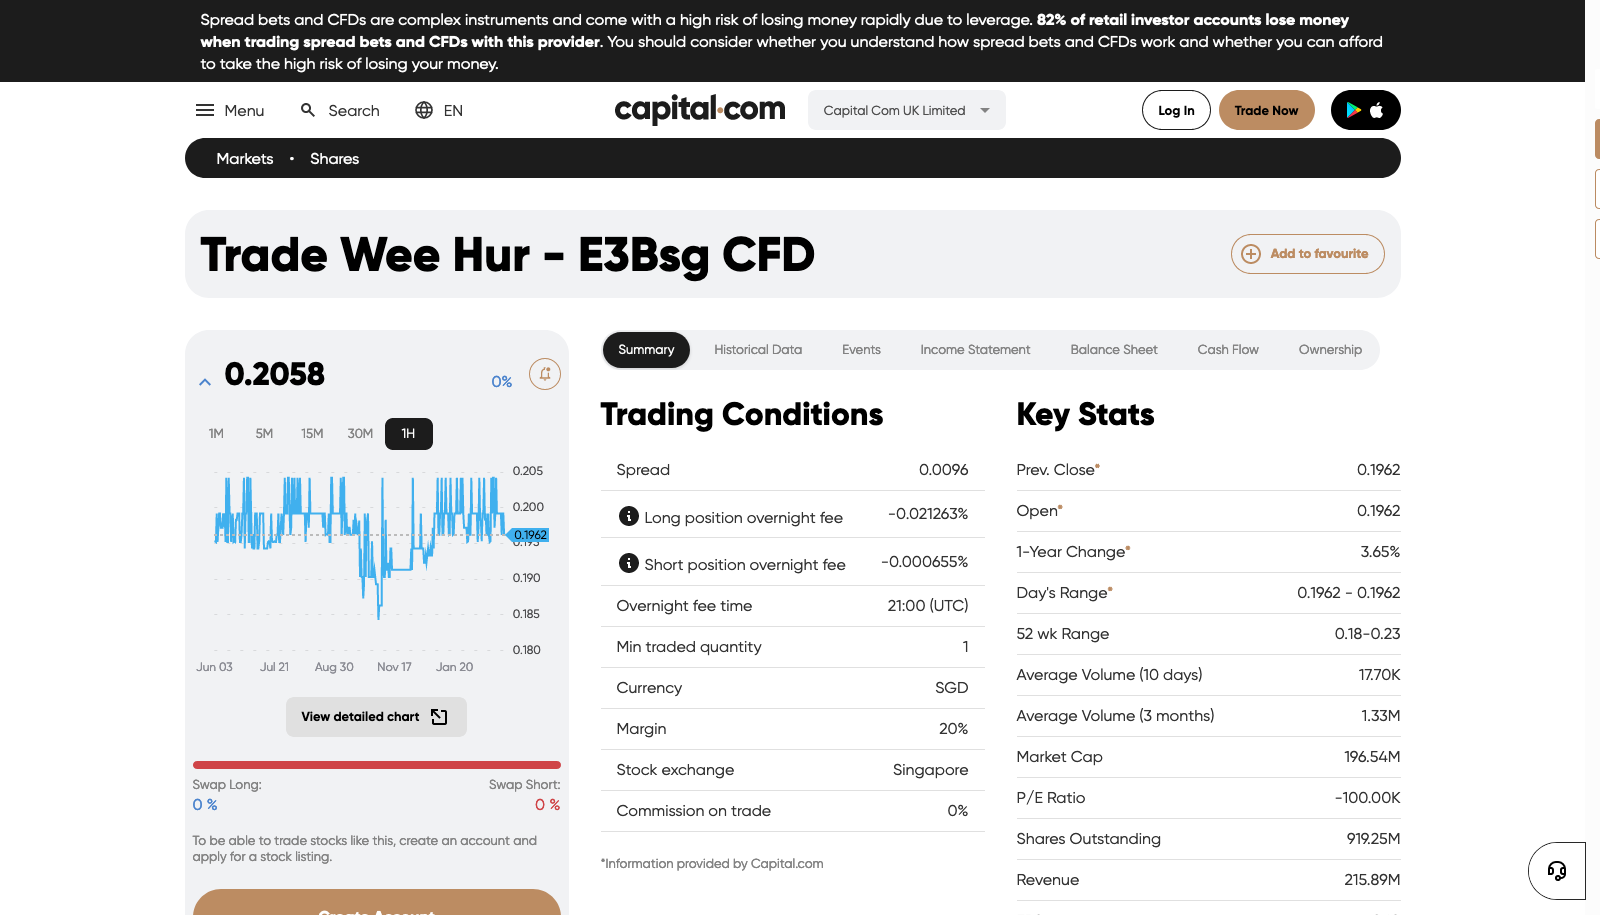 Spread bets and CFDs are complex instruments and come with a high risk of losing money rapidly due to leverage. 82% of retail investor accounts lose money
when trading spread bets and CFDs with this provider. You should consider whether you understand how spread bets and CFDs work and whether you can afford
to take the high risk of losing your money.
Menu Search EN capital.com Capital Com UK Limited Log In Trade Now
Markets • Shares
Trade Wee Hur - E3Bsg CFD
Add to favourite
0.2058 0%
1M 5M 15M 30M 1H
0.205
0.200
0.1962
0.195
0.190
0.185
0.180
Jun 03 Jul 21 Aug 30 Nov 17 Jan 20
View detailed chart
Swap Long: Swap Short:
0 % 0 %
To be able to trade stocks like this, create an account and
apply for a stock listing.
Create Account
Summary Historical Data Events Income Statement Balance Sheet Cash Flow Ownership
Trading Conditions
Spread 0.0096
Long position overnight fee -0.021263%
Short position overnight fee -0.000655%
Overnight fee time 21:00 (UTC)
Min traded quantity 1
Currency SGD
Margin 20%
Stock exchange Singapore
Commission on trade 0%
*Information provided by Capital.com
Key Stats
Prev. Close* 0.1962
Open* 0.1962
1-Year Change* 3.65%
Day's Range* 0.1962 - 0.1962
52 wk Range 0.18-0.23
Average Volume (10 days) 17.70K
Average Volume (3 months) 1.33M
Market Cap 196.54M
P/E Ratio -100.00K
Shares Outstanding 919.25M
Revenue 215.89M